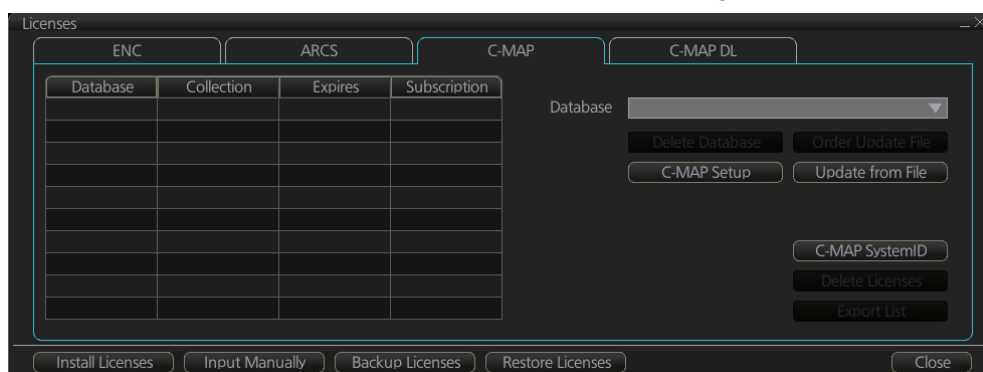 Licenses
ENC ARCS C-MAP C-MAP DL
Database Collection Expires Subscription
Database
Delete Database Order Update File
C-MAP Setup Update from File
C-MAP SystemID
Delete Licenses
Export List
Install Licenses Input Manually Backup Licenses Restore Licenses Close